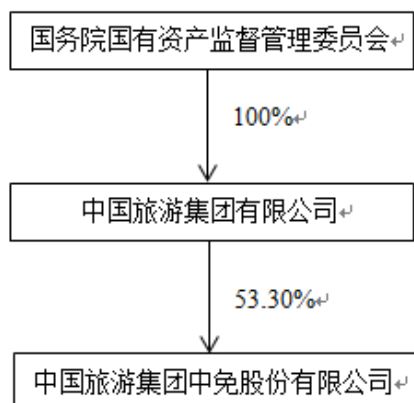 国务院国有资产监督管理委员会
100%
中国旅游集团有限公司
53.30%
中国旅游集团中免股份有限公司